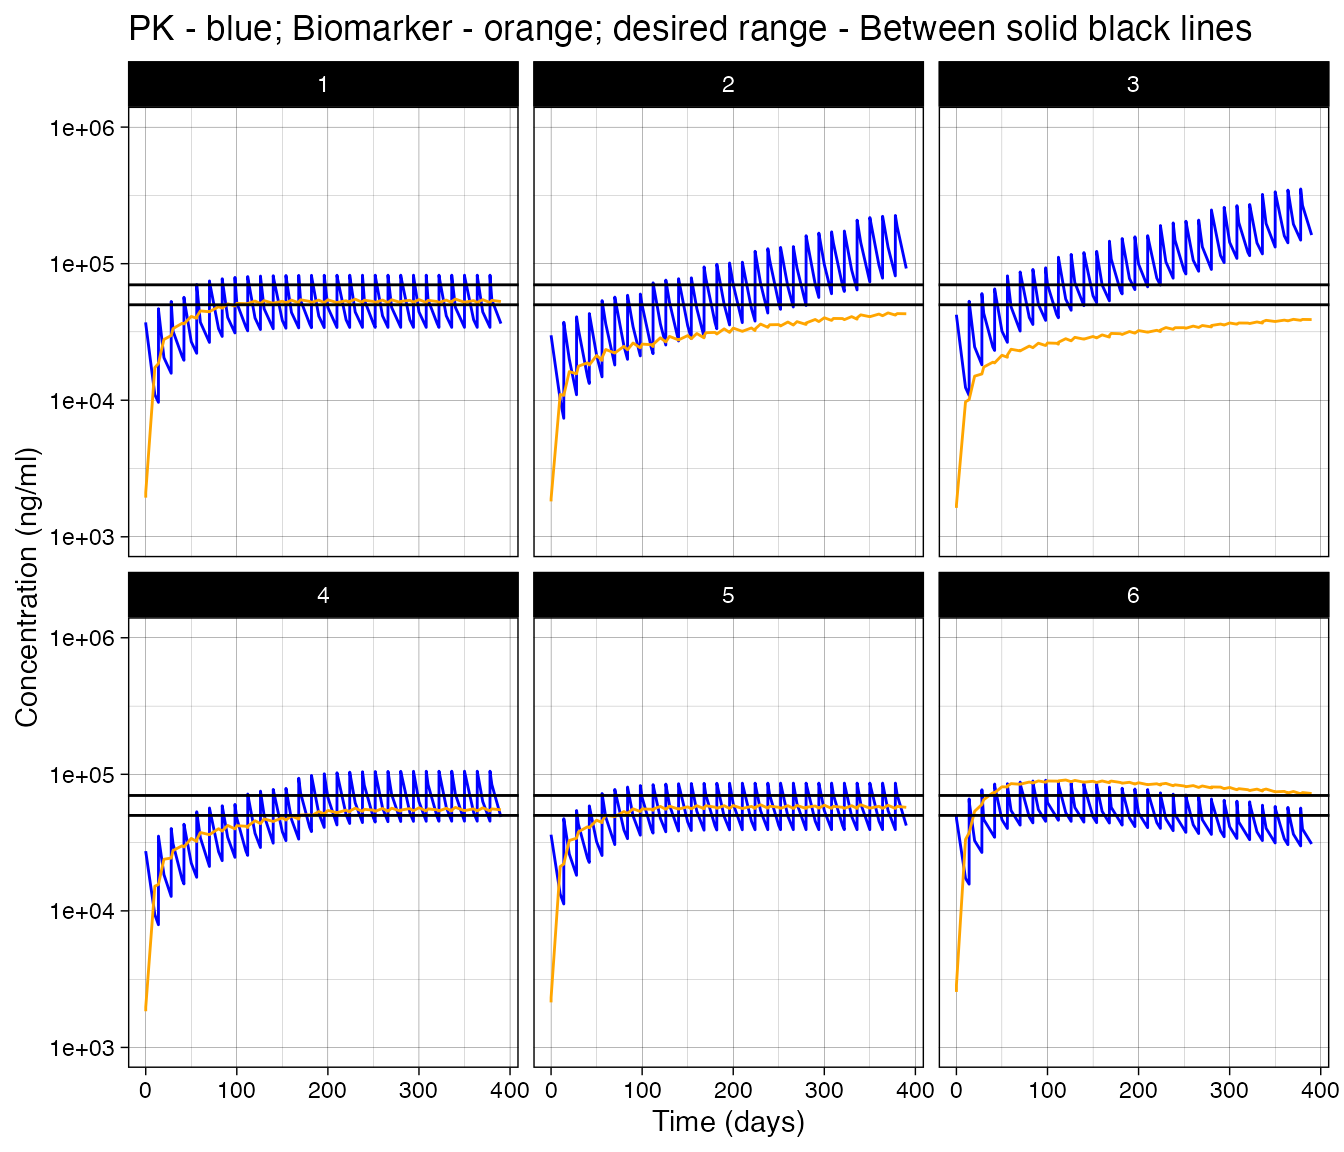 PK - blue; Biomarker - orange; desired range - Between solid black lines
1 2 3
1e+06
1e+05
1e+04
1e+03
4 5 6
1e+06
1e+05
1e+04
1e+03
Concentration (ng/ml)
0 100 200 300 400 0 100 200 300 400 0 100 200 300 400
Time (days)